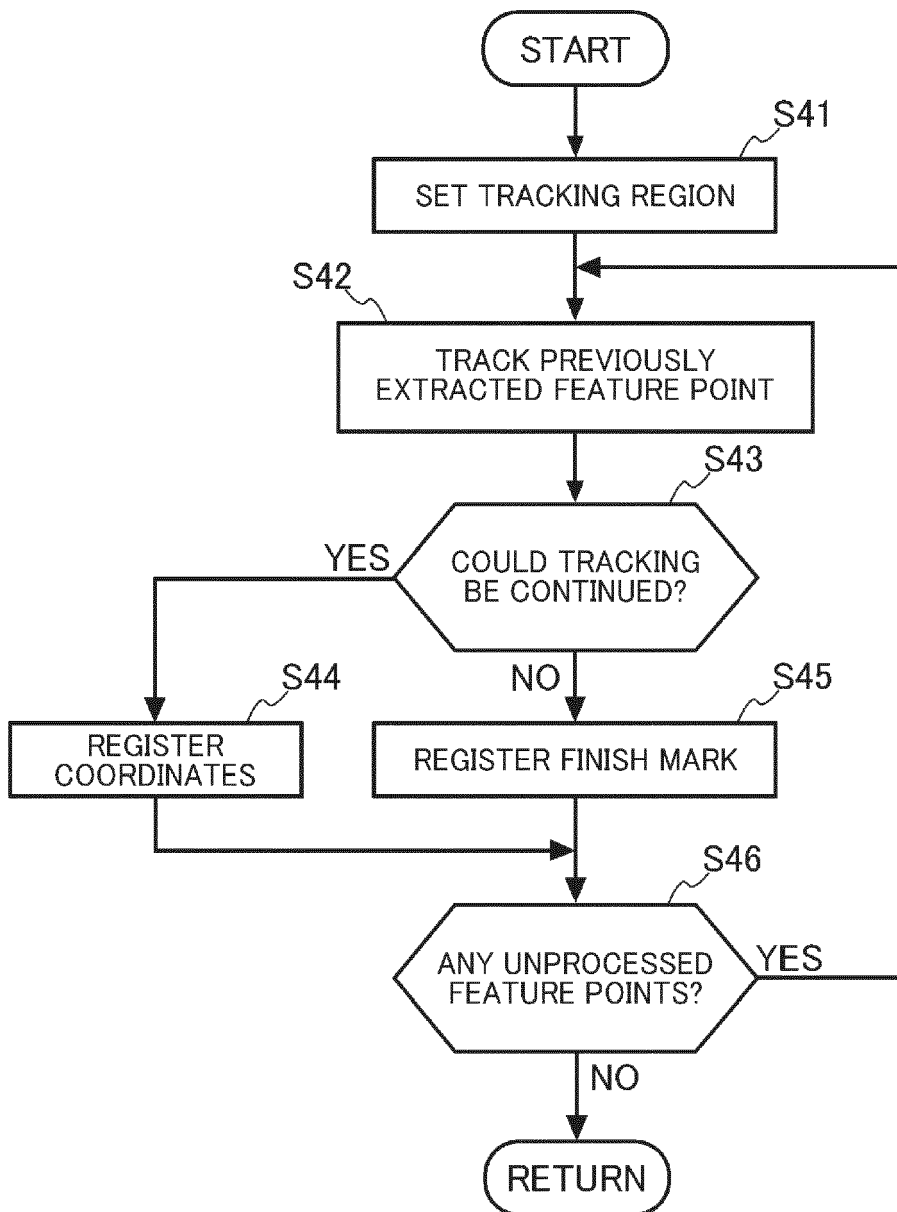 START
S41
SET TRACKING REGION
S42
TRACK PREVIOUSLY
EXTRACTED FEATURE POINT
S43
YES
COULD TRACKING
BE CONTINUED?
NO
S44
S45
REGISTER
COORDINATES
REGISTER FINISH MARK
S46
ANY UNPROCESSED
FEATURE POINTS?
YES
NO
RETURN